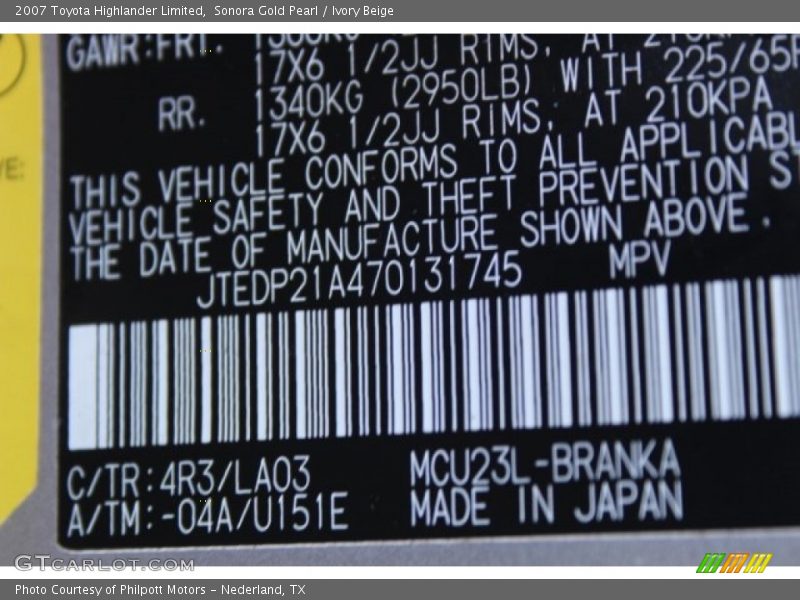 2007 Toyota Highlander Limited, Sonora Gold Pearl / Ivory Beige
GAWR:FRT.
17X6 1/2JJ RIMS, AT 210KPA
RR. 1340KG (2950LB) WITH 225/65R
17X6 1/2JJ RIMS, AT 210KPA
THIS VEHICLE CONFORMS TO ALL APPLICABL
VEHICLE SAFETY AND THEFT PREVENTION ST
THE DATE OF MANUFACTURE SHOWN ABOVE.
JTEDP21A470131745 MPV
C/TR:4R3/LA03 MCU23L-BRANKA
A/TM:-04A/U151E MADE IN JAPAN
GTCARLOT.COM
Photo Courtesy of Philpott Motors - Nederland, TX